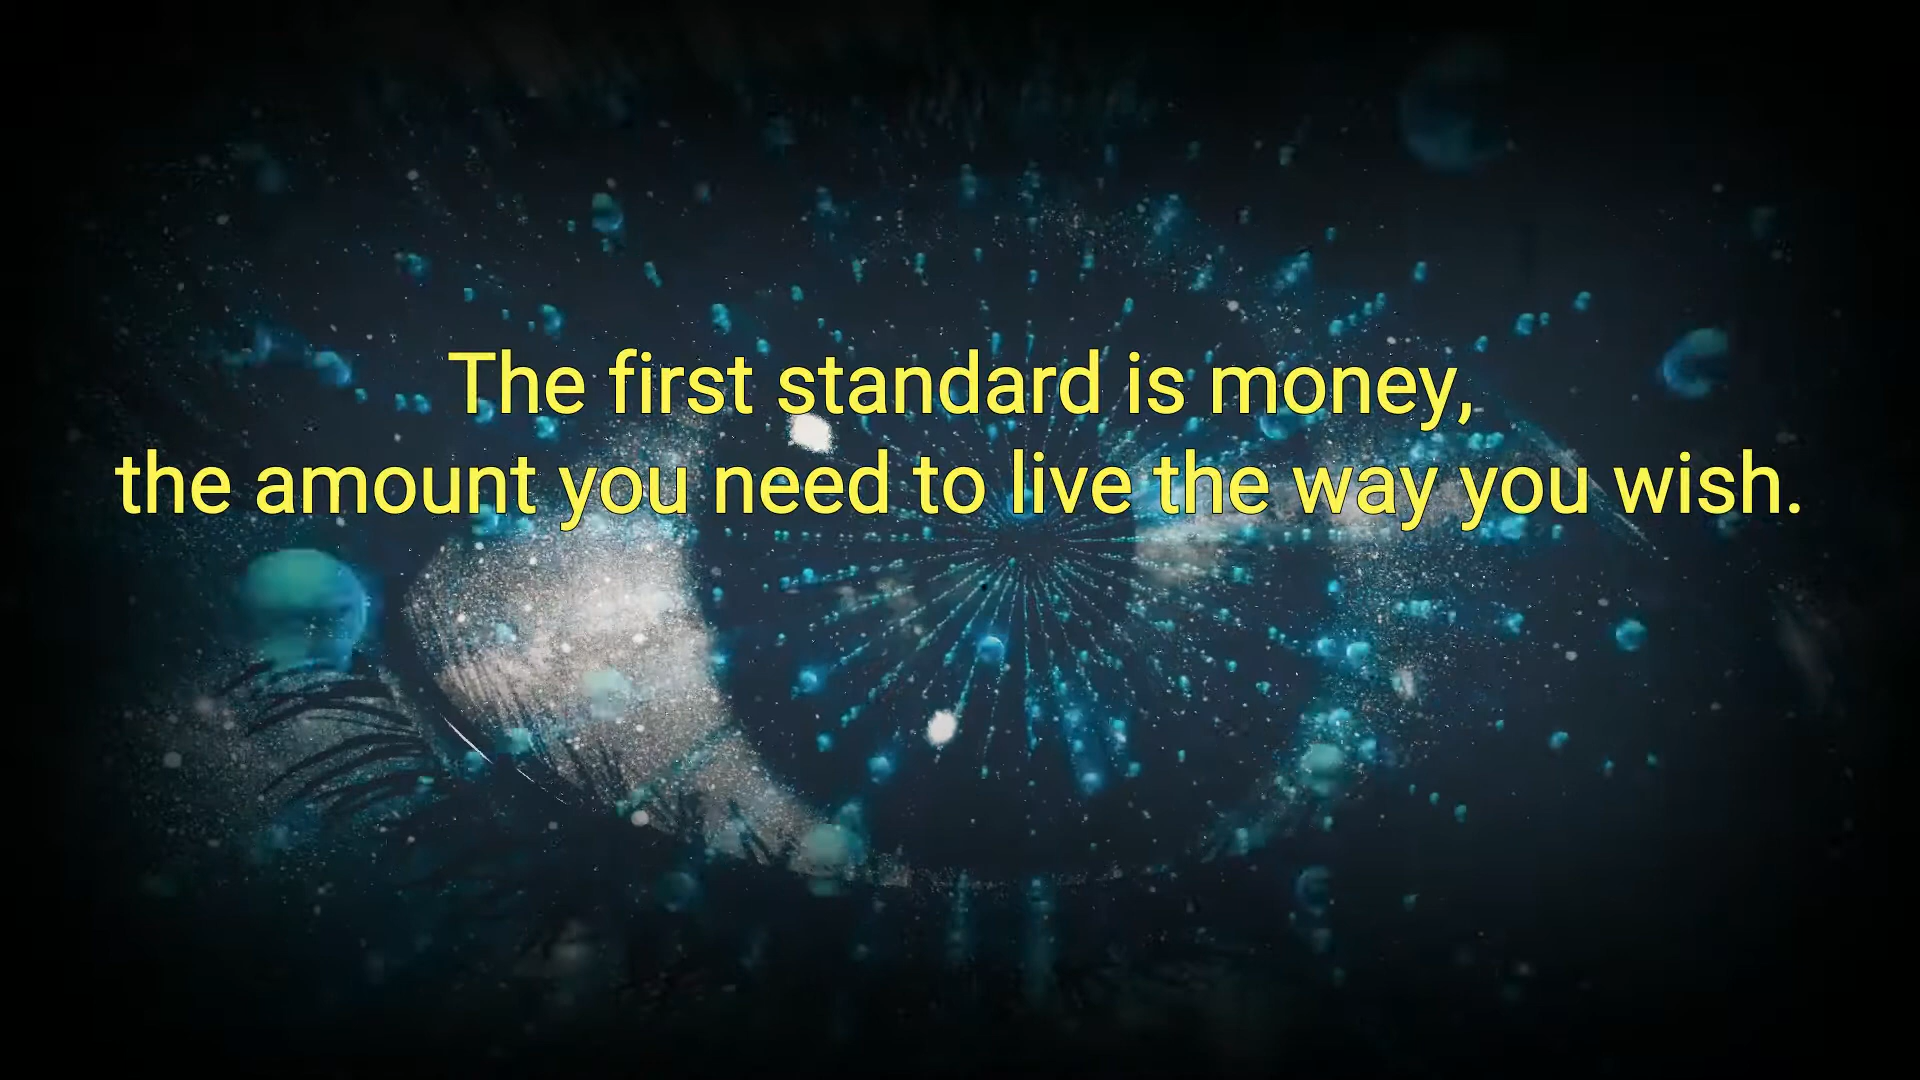 The first standard is money,
the amount you need to live the way you wish.